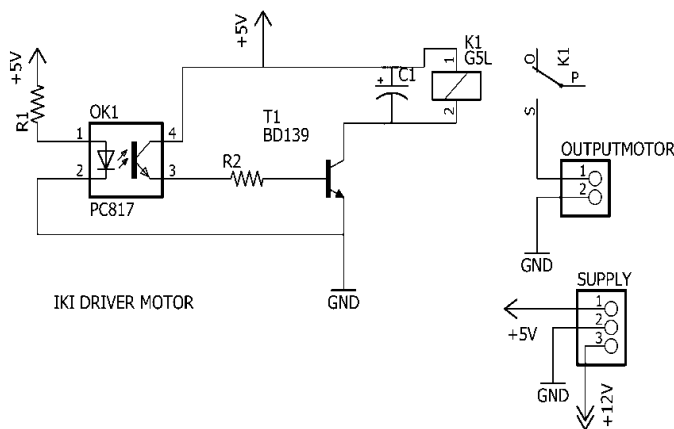 +5V
K1
G5L
1
2
C1
+
+5V
R1
OK1
1
2
4
3
PC817
T1
BD139
R2
GND
IKI DRIVER MOTOR
O
K1
P
S
OUTPUTMOTOR
1
2
GND
SUPPLY
1
2
3
+5V
GND
+12V